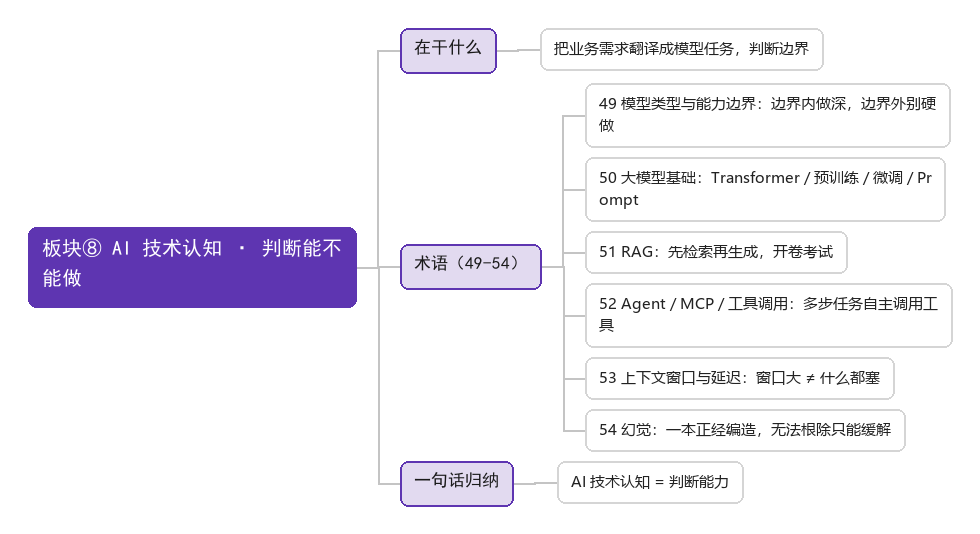 在干什么
把业务需求翻译成模型任务，判断边界
49 模型类型与能力边界：边界内做深，边界外别硬
做
50 大模型基础：Transformer / 预训练 / 微调 / Pr
ompt
板块⑧ AI 技术认知 · 判断能不
能做
术语（49-54）
51 RAG：先检索再生成，开卷考试
52 Agent / MCP / 工具调用：多步任务自主调用工
具
53 上下文窗口与延迟：窗口大 ≠ 什么都塞
54 幻觉：一本正经编造，无法根除只能缓解
一句话归纳
AI 技术认知 = 判断能力